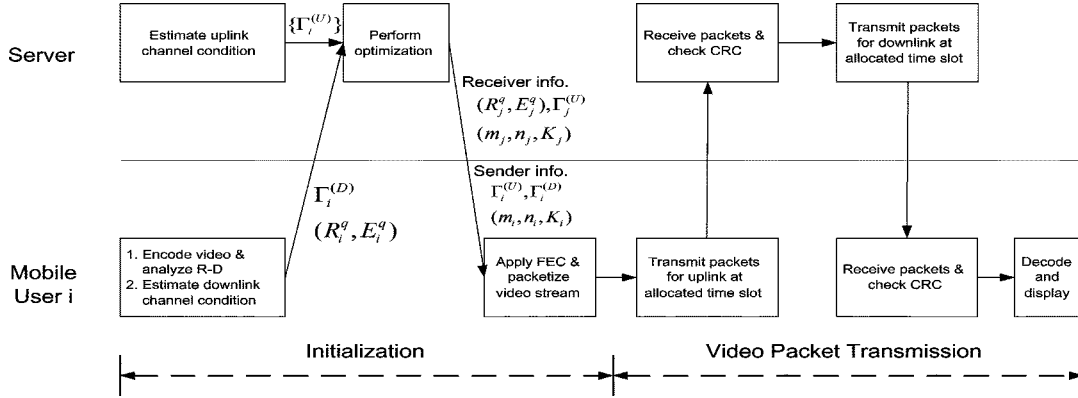 Server
Estimate uplink
channel condition
{Γ_i^(U)}
Perform
optimization
Receiver info.
(R_j^q, E_j^q), Γ_j^(U)
(m_j, n_j, K_j)
Receive packets &
check CRC
Transmit packets
for downlink at
allocated time slot
Mobile
User i
1. Encode video &
analyze R-D
2. Estimate downlink
channel condition
Γ_i^(D)
(R_i^q, E_i^q)
Sender info.
Γ_i^(U), Γ_i^(D)
(m_i, n_i, K_i)
Apply FEC &
packetize
video stream
Transmit packets
for uplink at
allocated time slot
Receive packets &
check CRC
Decode
and
display
Initialization
Video Packet Transmission